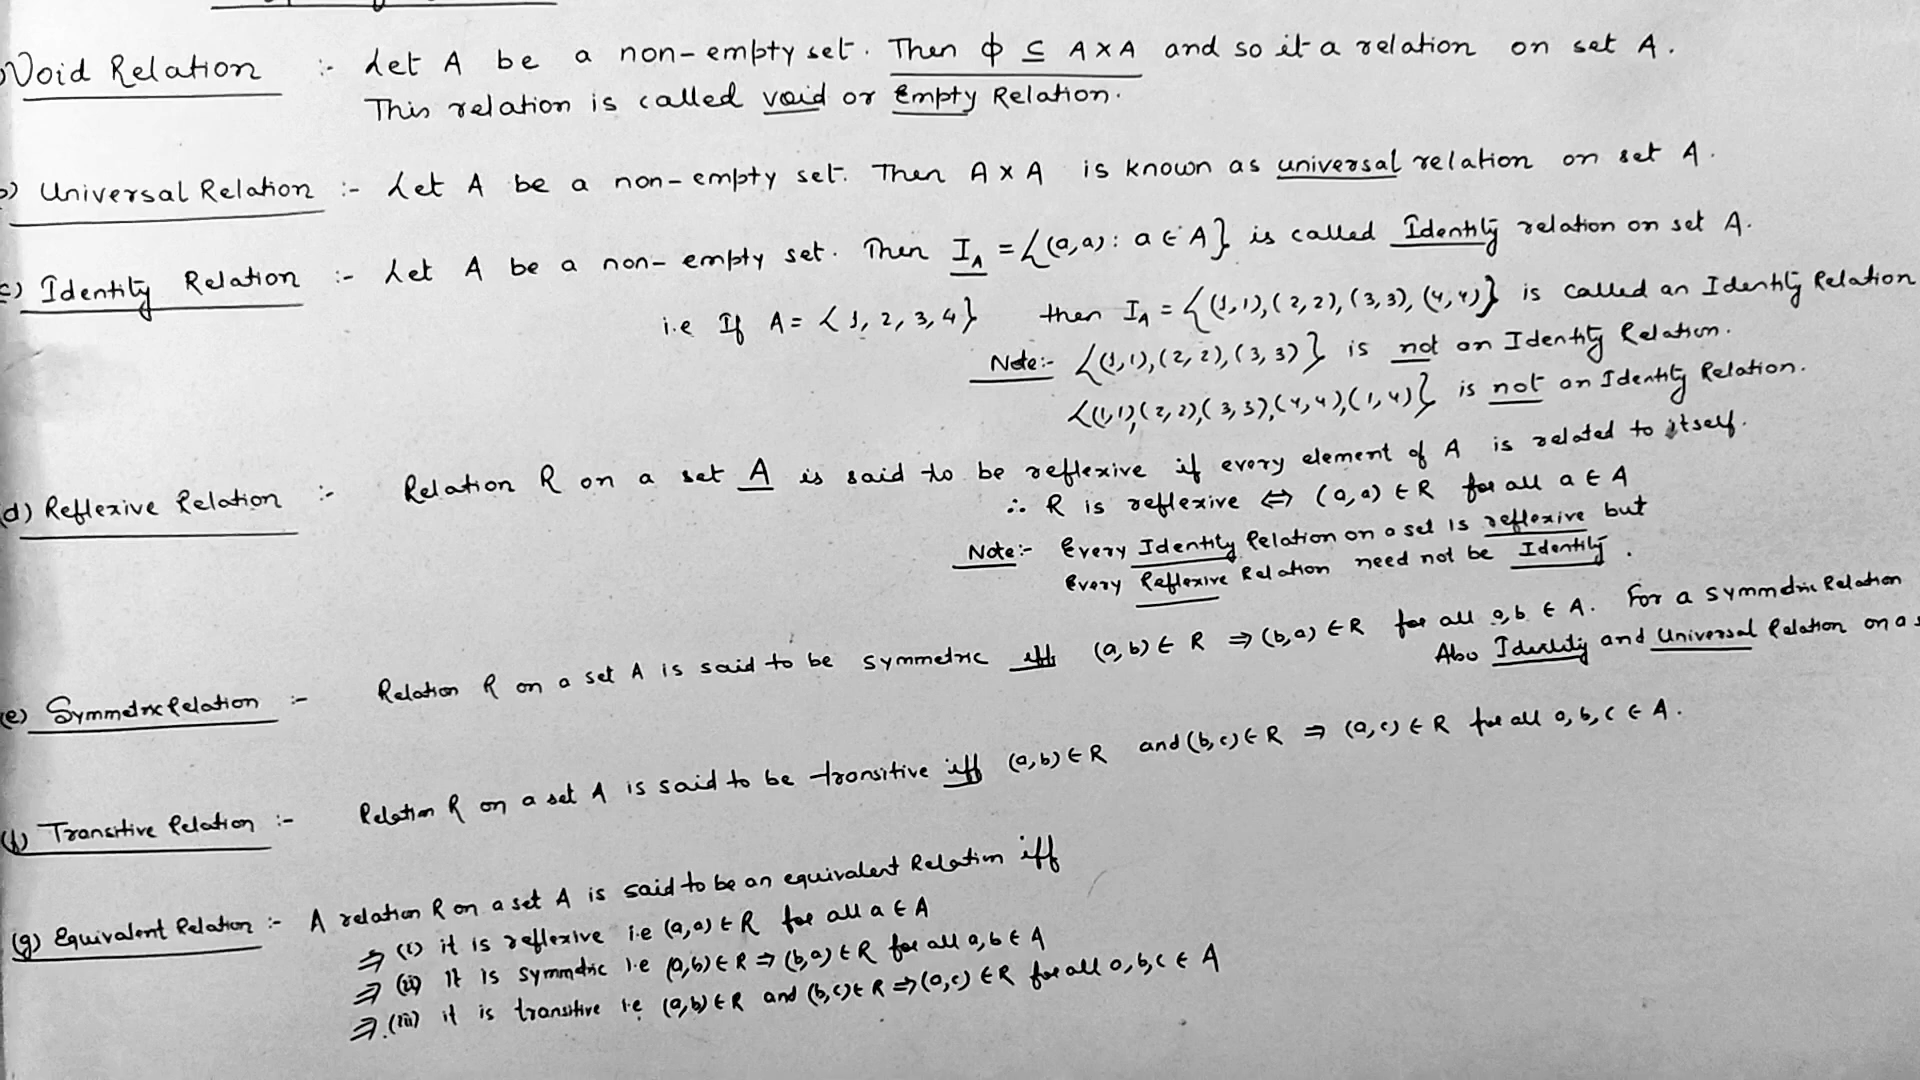 Void Relation :- Let A be a non-empty set. Then ϕ ⊆ A×A and so it a relation on set A.
This relation is called void or Empty Relation.
) Universal Relation :- Let A be a non-empty set. Then A×A is known as universal relation on set A.
c) Identity Relation :- Let A be a non-empty set. Then I_A = {(a,a): a ∈ A} is called Identity relation on set A.
i.e If A = {1, 2, 3, 4} then I_A = {(1,1),(2,2),(3,3),(4,4)} is called an Identity Relation
Note:- {(1,1),(2,2),(3,3)} is not an Identity Relation.
{(1,1),(2,2),(3,3),(4,4),(1,4)} is not an Identity Relation.
(d) Reflexive Relation :- Relation R on a set A is said to be reflexive if every element of A is related to itself.
∴ R is reflexive ⇔ (a,a) ∈ R for all a ∈ A
Note:- Every Identity Relation on a set is reflexive but
Every Reflexive Relation need not be Identity.
(e) Symmetric Relation :- Relation R on a set A is said to be symmetric iff (a,b) ∈ R ⇒ (b,a) ∈ R for all a,b ∈ A. For a symmetric Relation
Also Identity and Universal Relation on a
(f) Transitive Relation :- Relation R on a set A is said to be transitive iff (a,b) ∈ R and (b,c) ∈ R ⇒ (a,c) ∈ R for all a,b,c ∈ A.
(g) Equivalent Relation :- A relation R on a set A is said to be an equivalent Relation iff
⇒ (i) it is reflexive i.e (a,a) ∈ R for all a ∈ A
⇒ (ii) It is symmetric i.e (a,b) ∈ R ⇒ (b,a) ∈ R for all a,b ∈ A
⇒ (iii) it is transitive i.e (a,b) ∈ R and (b,c) ∈ R ⇒ (a,c) ∈ R for all a,b,c ∈ A